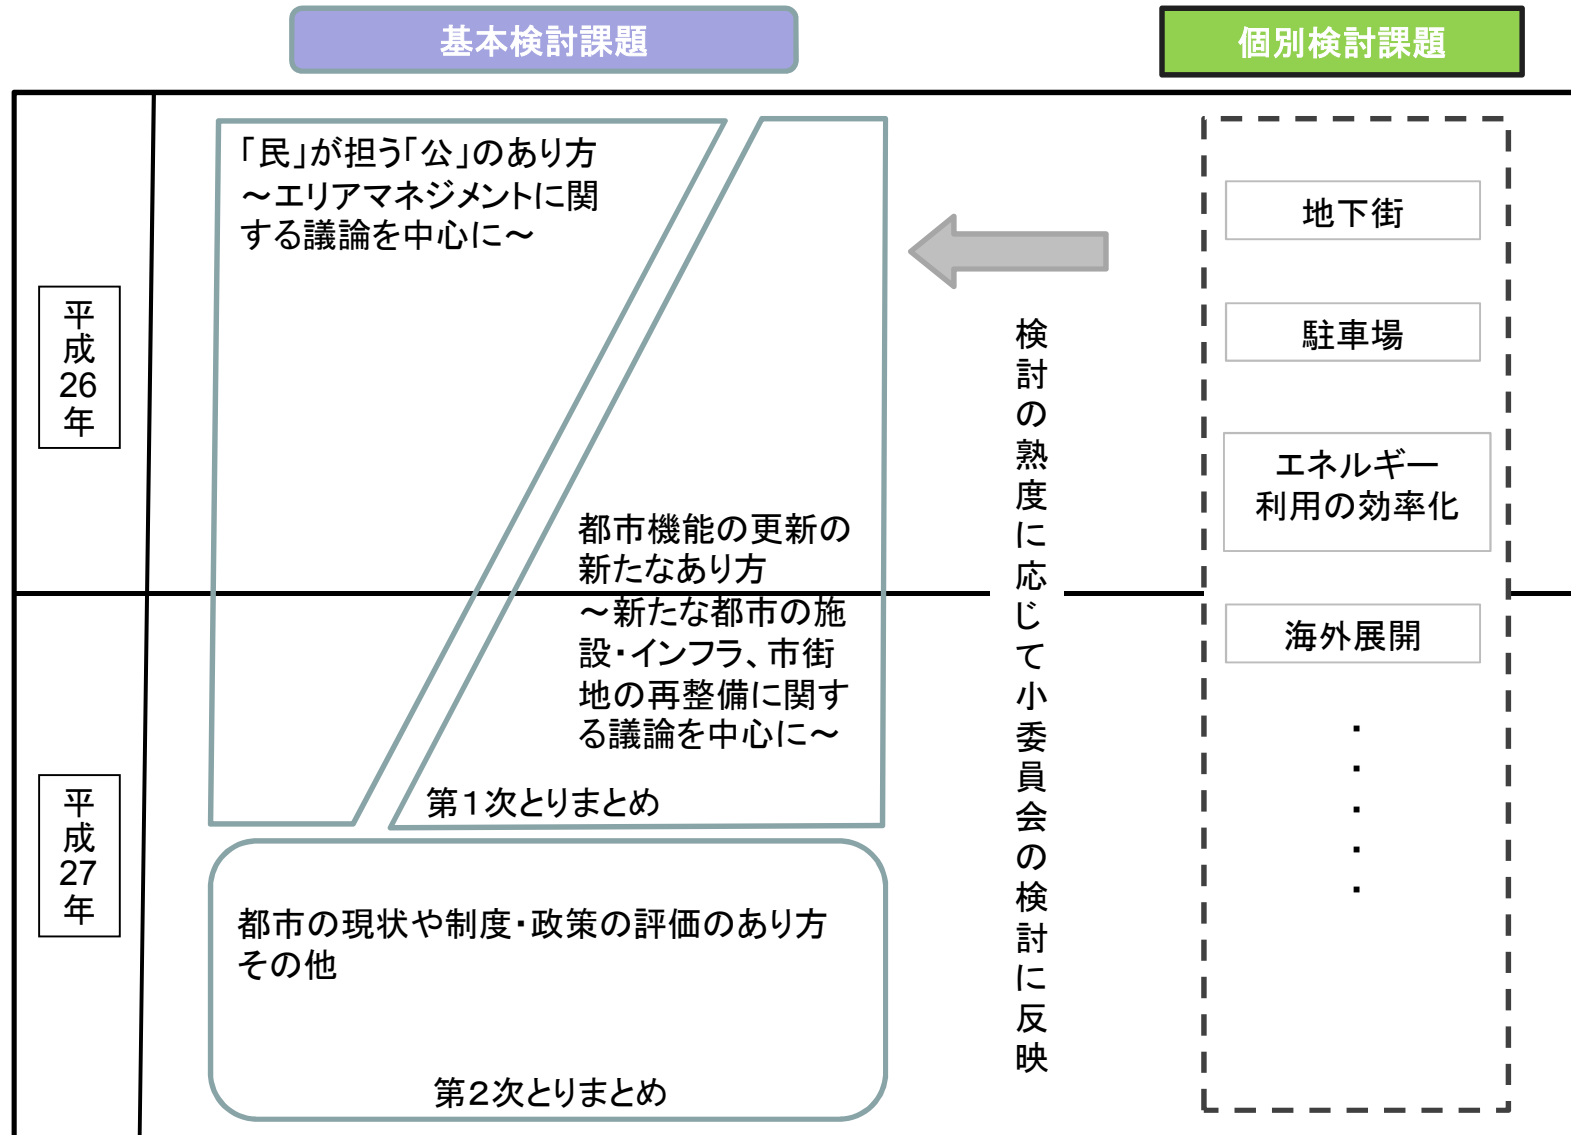 基本検討課題
個別検討課題
平成26年
「民」が担う「公」のあり方
～エリアマネジメントに関
する議論を中心に～
都市機能の更新の
新たなあり方
～新たな都市の施
設・インフラ、市街
地の再整備に関す
る議論を中心に～
第１次とりまとめ
平成27年
都市の現状や制度・政策の評価のあり方
その他
第２次とりまとめ
検討の熟度に応じて小委員会の検討に反映
地下街
駐車場
エネルギー
利用の効率化
海外展開
・・・・・